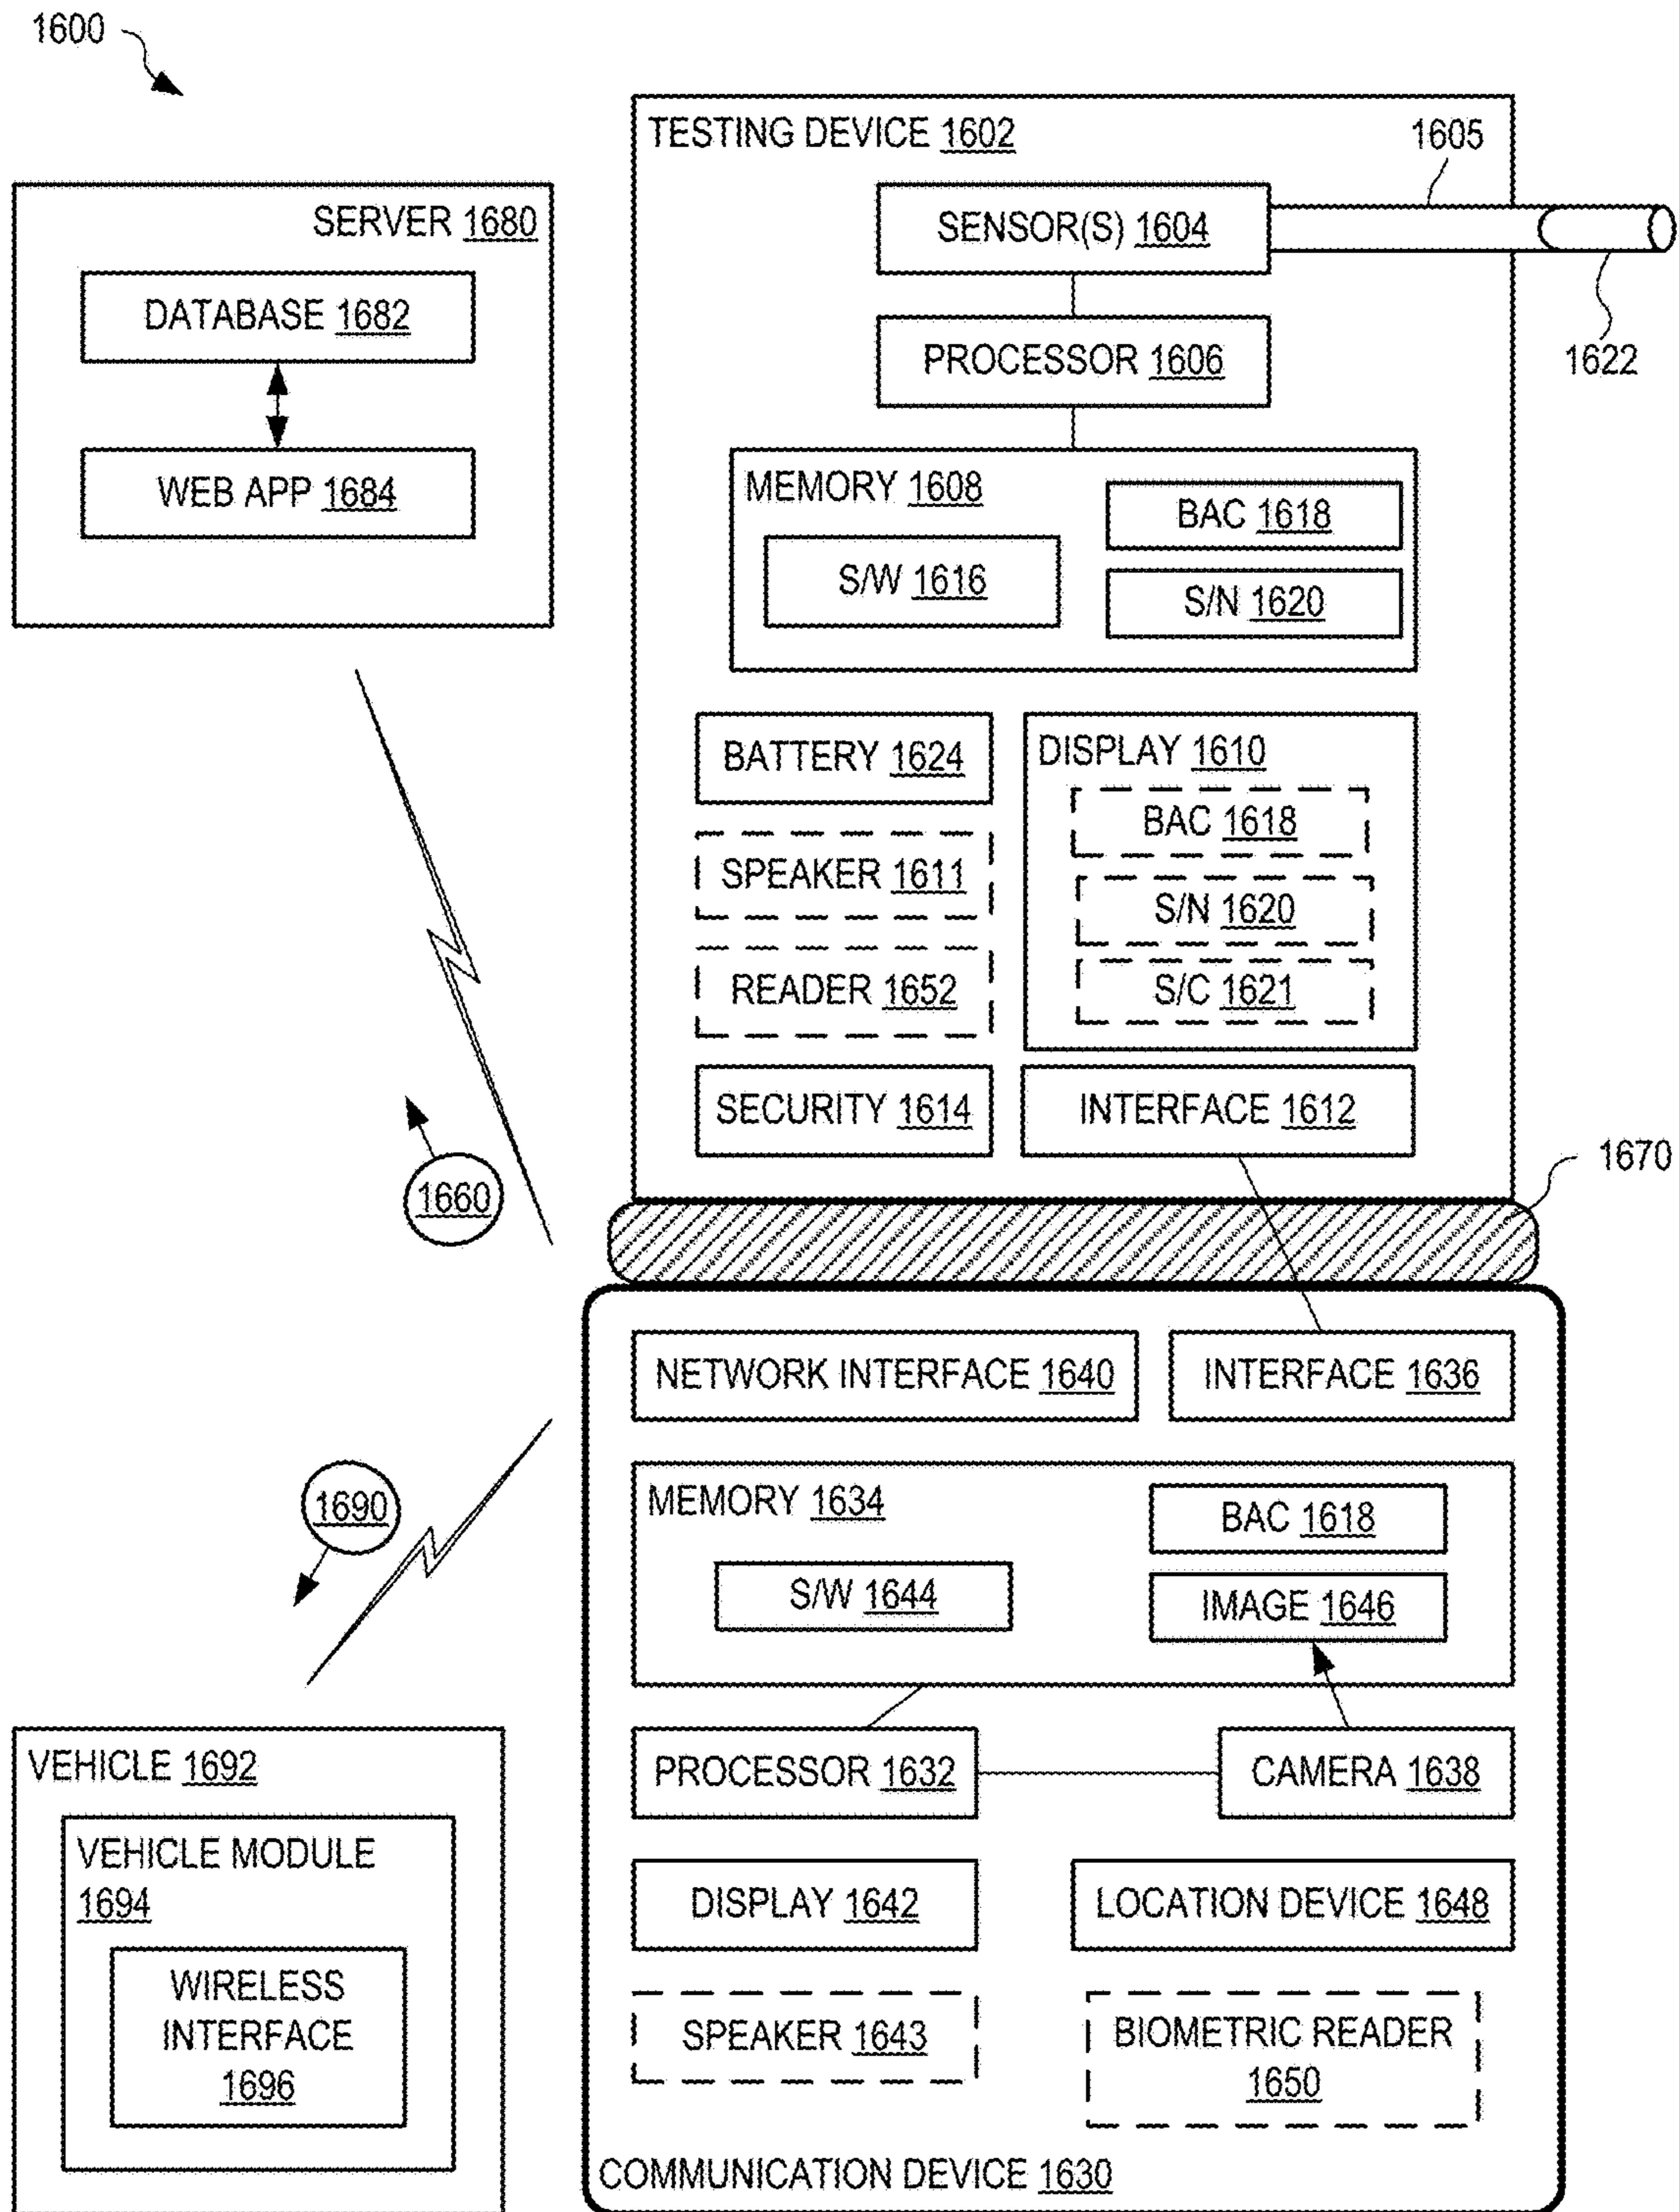 1600
TESTING DEVICE 1602
1605
SENSOR(S) 1604
1622
PROCESSOR 1606
MEMORY 1608
S/W 1616
BAC 1618
S/N 1620
BATTERY 1624
SPEAKER 1611
READER 1652
SECURITY 1614
DISPLAY 1610
BAC 1618
S/N 1620
S/C 1621
INTERFACE 1612
SERVER 1680
DATABASE 1682
WEB APP 1684
1660
1670
NETWORK INTERFACE 1640
INTERFACE 1636
MEMORY 1634
S/W 1644
BAC 1618
IMAGE 1646
PROCESSOR 1632
CAMERA 1638
DISPLAY 1642
LOCATION DEVICE 1648
SPEAKER 1643
BIOMETRIC READER
1650
COMMUNICATION DEVICE 1630
1690
VEHICLE 1692
VEHICLE MODULE
1694
WIRELESS
INTERFACE
1696